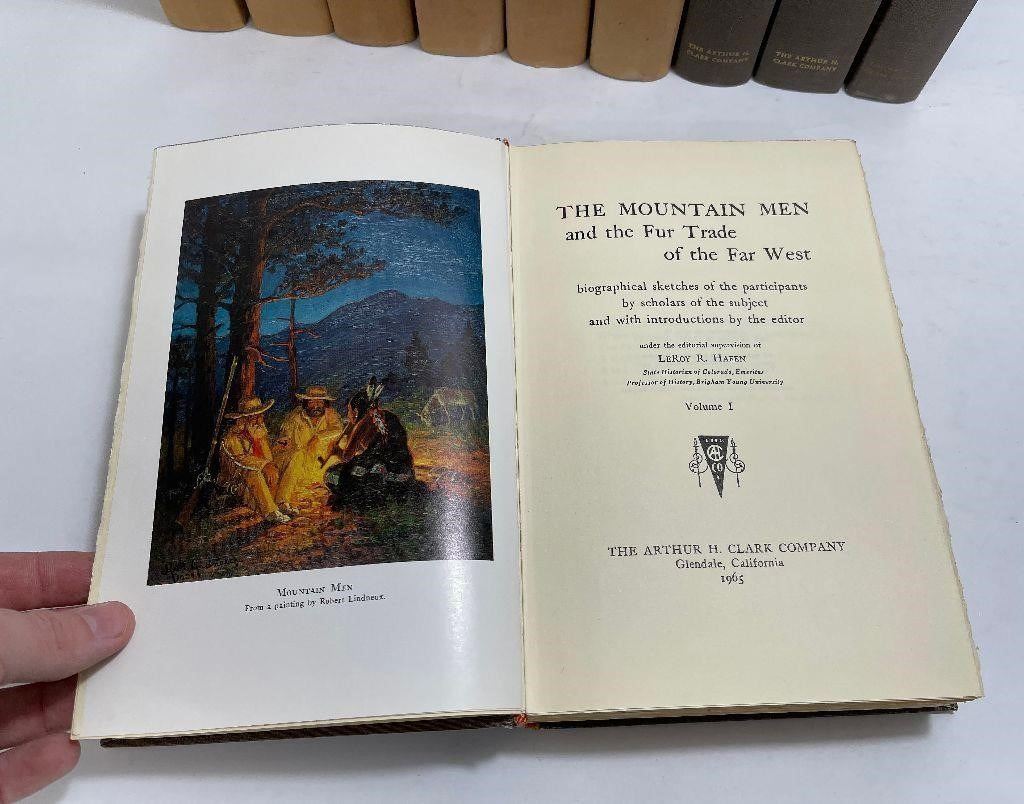 THE ARTHUR H.
CLARK COMPANY
THE ARTHUR H.
CLARK COMPANY
MOUNTAIN MEN
From a painting by Robert Lindneux.
THE MOUNTAIN MEN
and the Fur Trade
of the Far West
biographical sketches of the participants
by scholars of the subject
and with introductions by the editor
under the editorial supervision of
LEROY R. HAFEN
State Historian of Colorado, Emeritus
Professor of History, Brigham Young University
Volume I
THE ARTHUR H. CLARK COMPANY
Glendale, California
1965